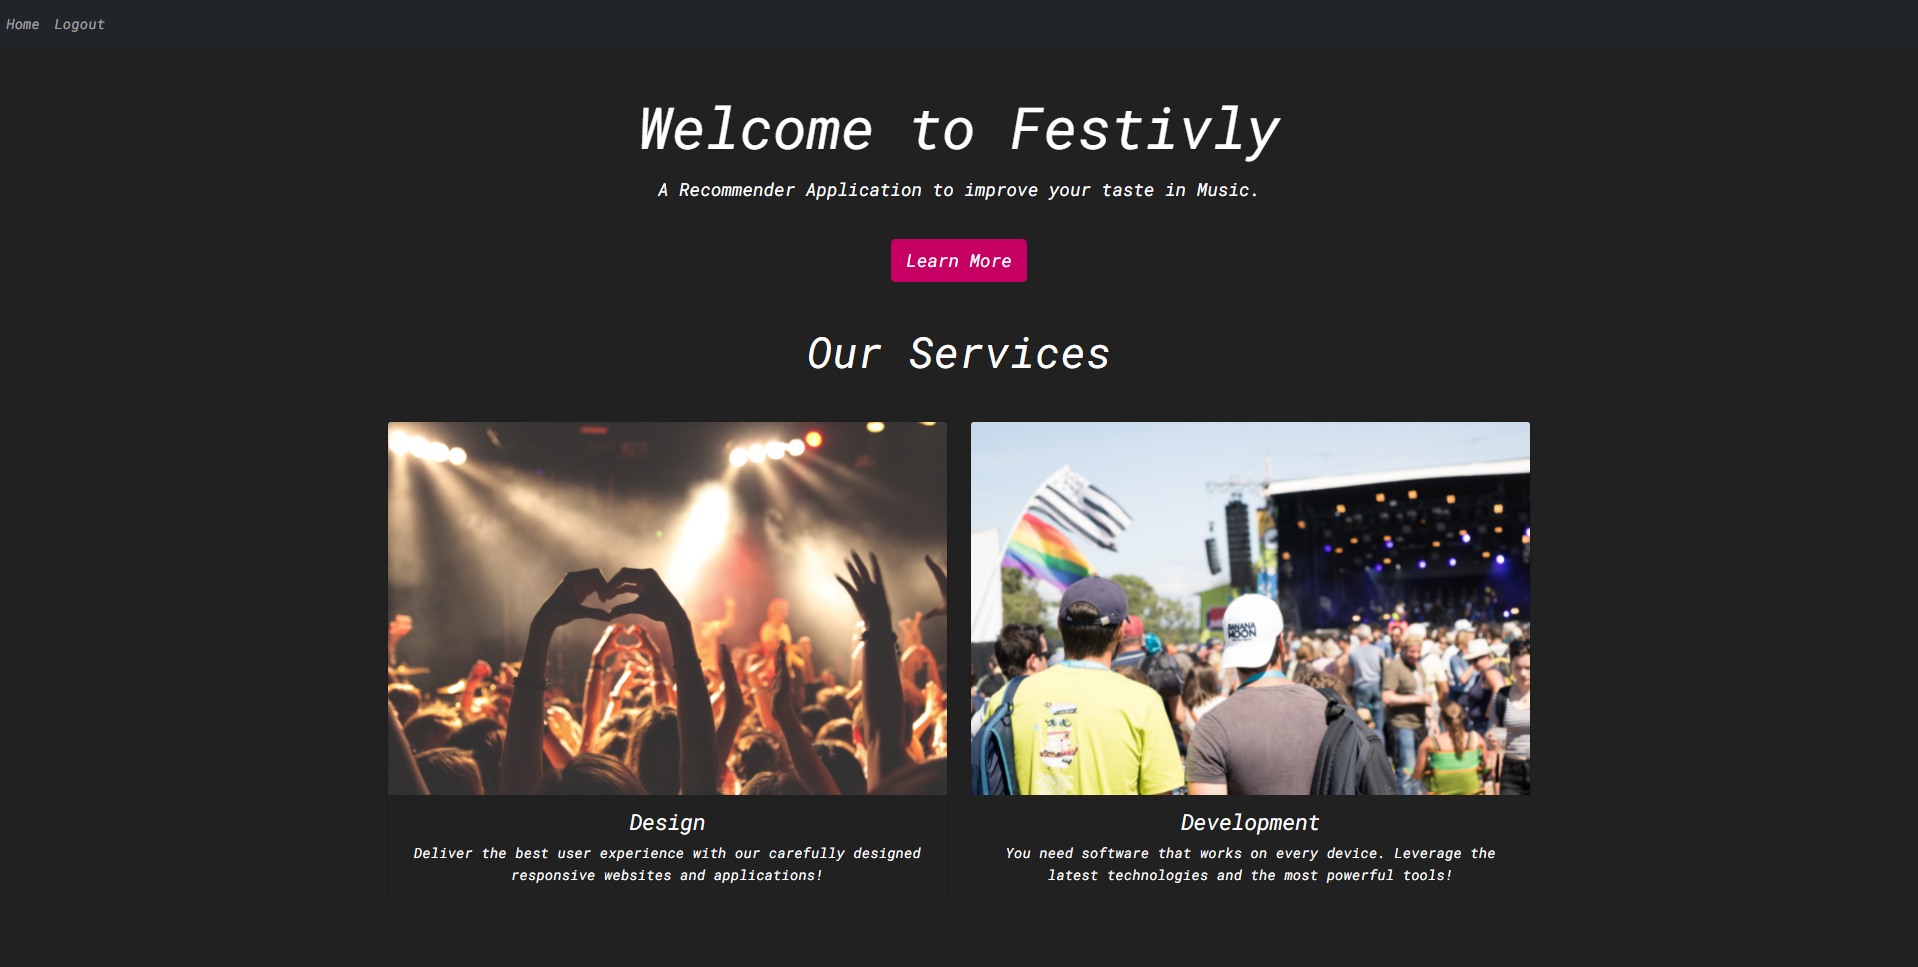 Home Logout
Welcome to Festivly
A Recommender Application to improve your taste in Music.
Learn More
Our Services
BANANA
MOON
Design
Deliver the best user experience with our carefully designed
responsive websites and applications!
Development
You need software that works on every device. Leverage the
latest technologies and the most powerful tools!